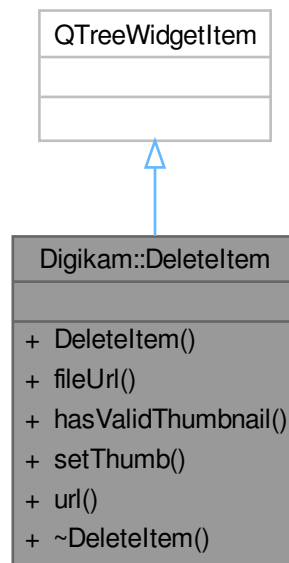 QTreeWidgetItem
Digikam::DeleteItem
+ DeleteItem()
+ fileUrl()
+ hasValidThumbnail()
+ setThumb()
+ url()
+ ~DeleteItem()